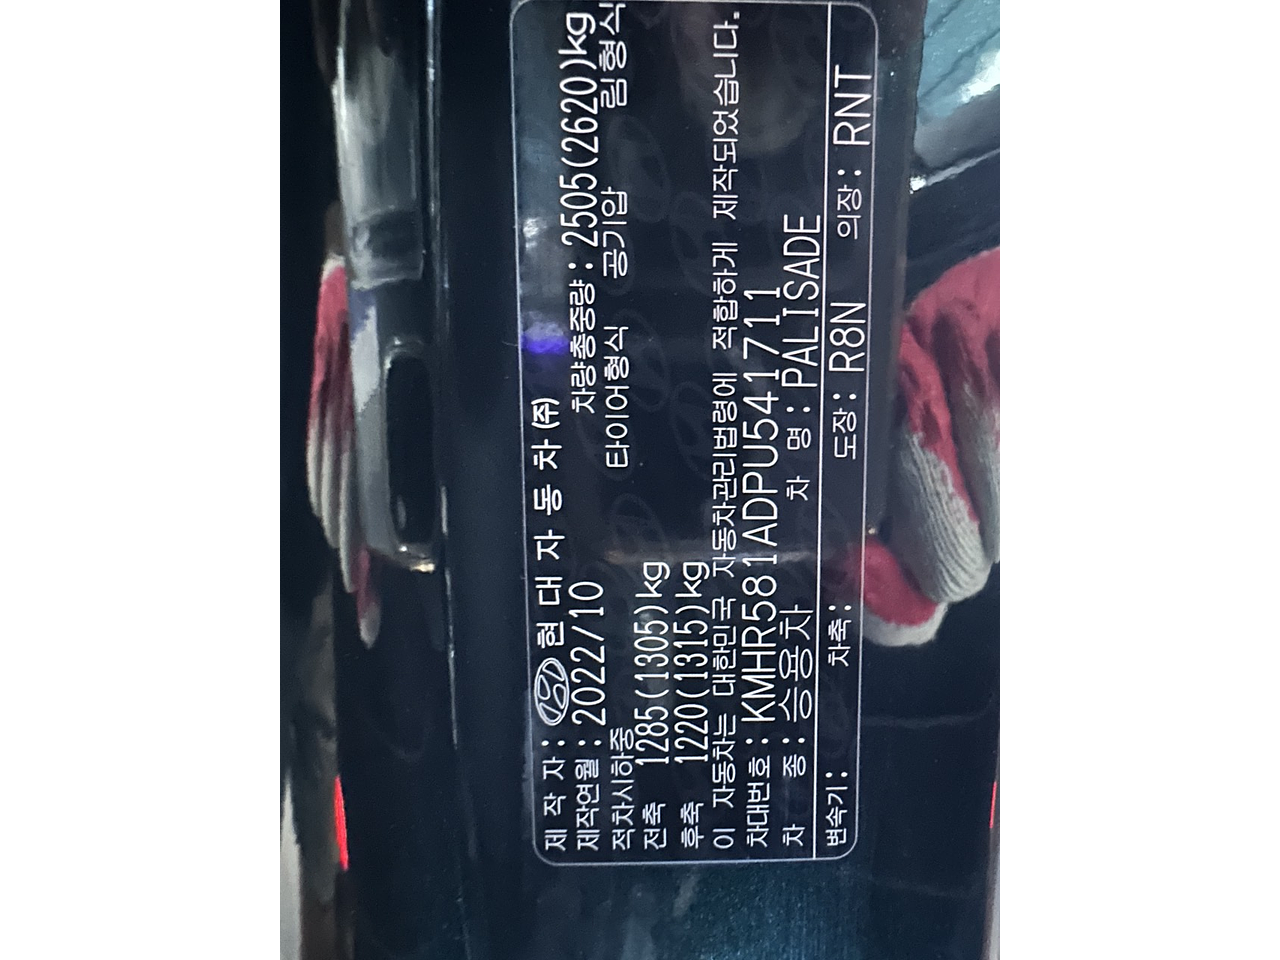 제 작 자 : 현 대 자 동 차 (주)
제작연월 : 2022/10 차량총중량 : 2505(2620)kg
적차시하중 타이어형식 공기압 림형식
전축 1285(1305)kg
후축 1220(1315)kg
이 자동차는 대한민국 자동차관리법령에 적합하게 제작되었습니다.
차대번호 : KMHR581ADPU541711
차 종 : 승용차 차 명 : PALISADE
변속기 : 차축 : 도장 : R8N 의장 : RNT